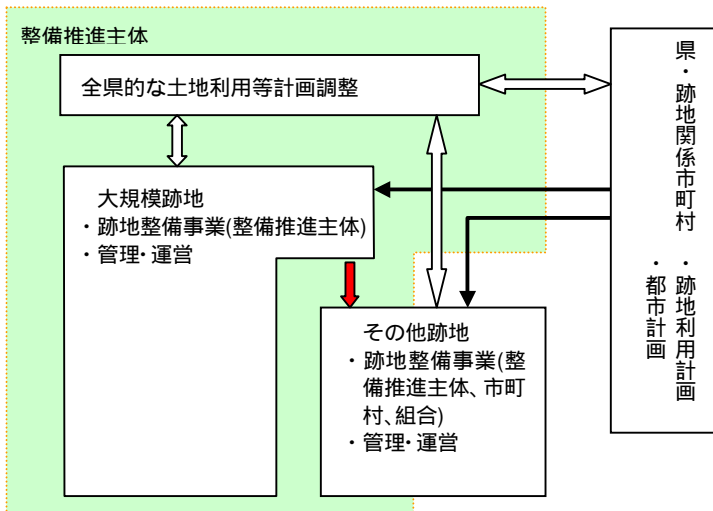 整備推進主体
全県的な土地利用等計画調整
大規模跡地
・跡地整備事業(整備推進主体)
・管理・運営
その他跡地
・跡地整備事業(整
備推進主体、市町
村、組合)
・管理・運営
県・跡地関係市町村
・跡地利用計画
・都市計画